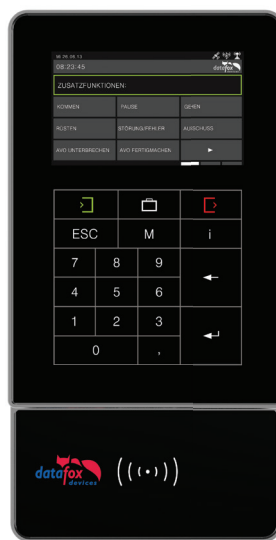 08:23:45
datafox
ZUSATZFUNKTIONEN:
KOMMEN PAUSE GEHEN
RÜSTEN STÖRUNG/FEHLER AUSSCHUSS
AVO UNTERBRECHEN AVO FERTIGMACHEN
ESC M i
7 8 9
4 5 6
1 2 3
0 ,
datafox
devices